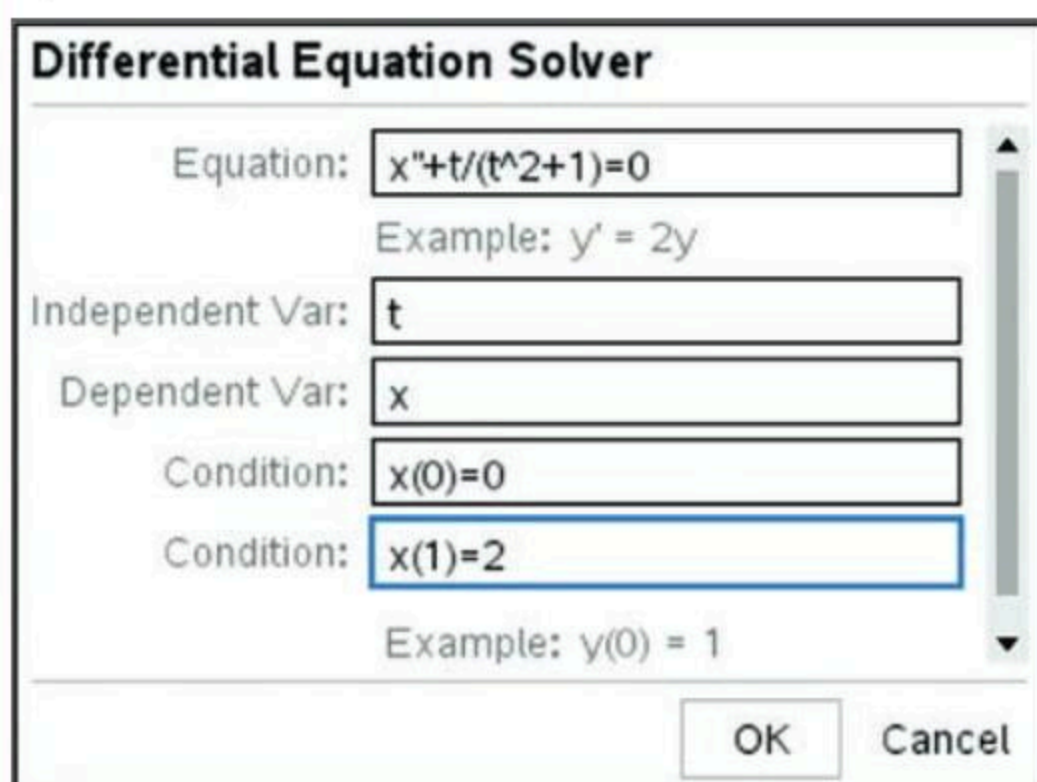 Differential Equation Solver
Equation: x"+t/(t^2+1)=0
Example: y' = 2y
Independent Var: t
Dependent Var: x
Condition: x(0)=0
Condition: x(1)=2
Example: y(0) = 1
OK Cancel